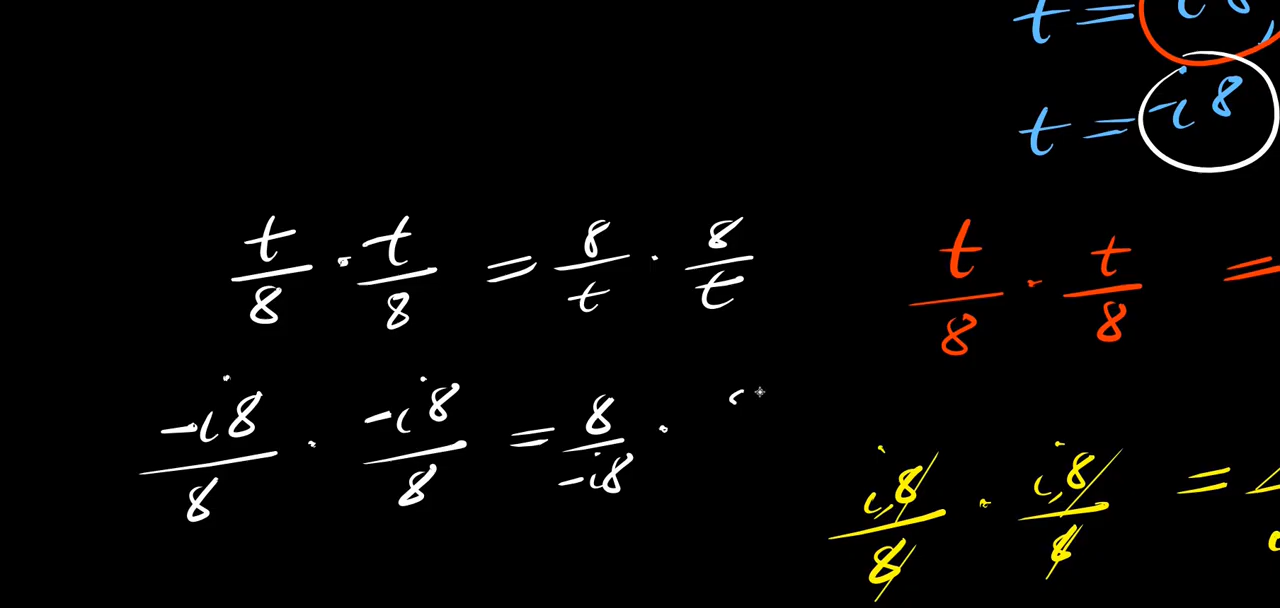 t = i8,
t = -i8
t/8 · t/8 = 8/t · 8/t
t/8 · t/8 =
-i8/8 · -i8/8 = 8/-i8 ·
i8/8 · i8/8 =